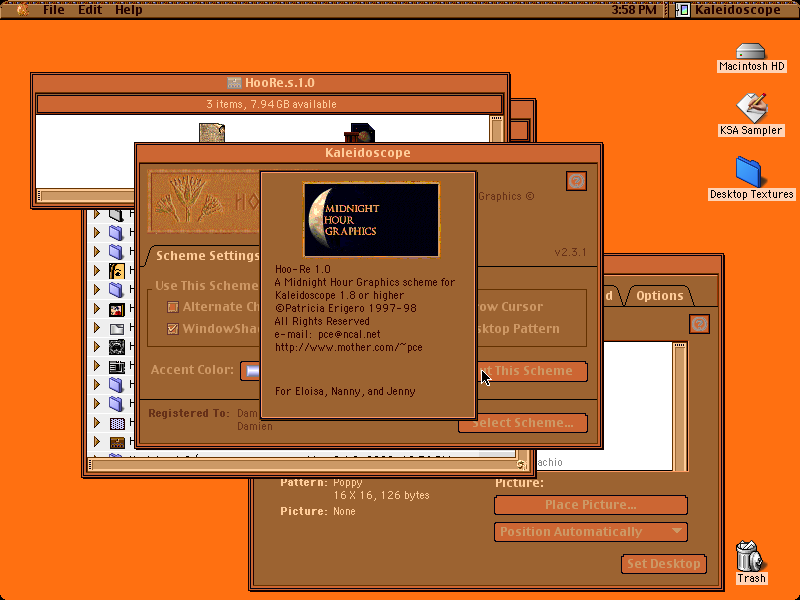 File Edit Help
3:58 PM
Kaleidoscope
Macintosh HD
KSA Sampler
Desktop Textures
Trash
HooRe.s.1.0
3 items, 7.94 GB available
Kaleidoscope
Graphics ©
v2.3.1
Scheme Settings
Use This Scheme
Alternate
WindowSha
Cursor
Pattern
Accent Color:
This Scheme
Registered To:
Damien
Select Scheme...
MIDNIGHT
HOUR
GRAPHICS
Hoo-Re 1.0
A Midnight Hour Graphics scheme for
Kaleidoscope 1.8 or higher
©Patricia Erigero 1997-98
All Rights Reserved
e-mail: pce@ncal.net
http://www.mother.com/~pce
For Eloisa, Nanny, and Jenny
Options
Pattern: Poppy
16 X 16, 126 bytes
Picture: None
Picture:
Place Picture...
Position Automatically
Set Desktop